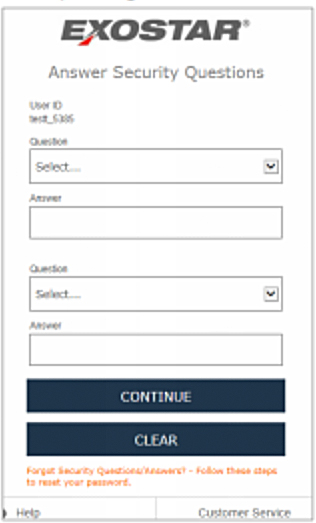 EXOSTAR®
Answer Security Questions
User ID
test_5385
Question
Select....
Answer
Question
Select....
Answer
CONTINUE
CLEAR
Forgot Security Questions/Answers? - Follow these steps
to reset your password.
Help
Customer Service